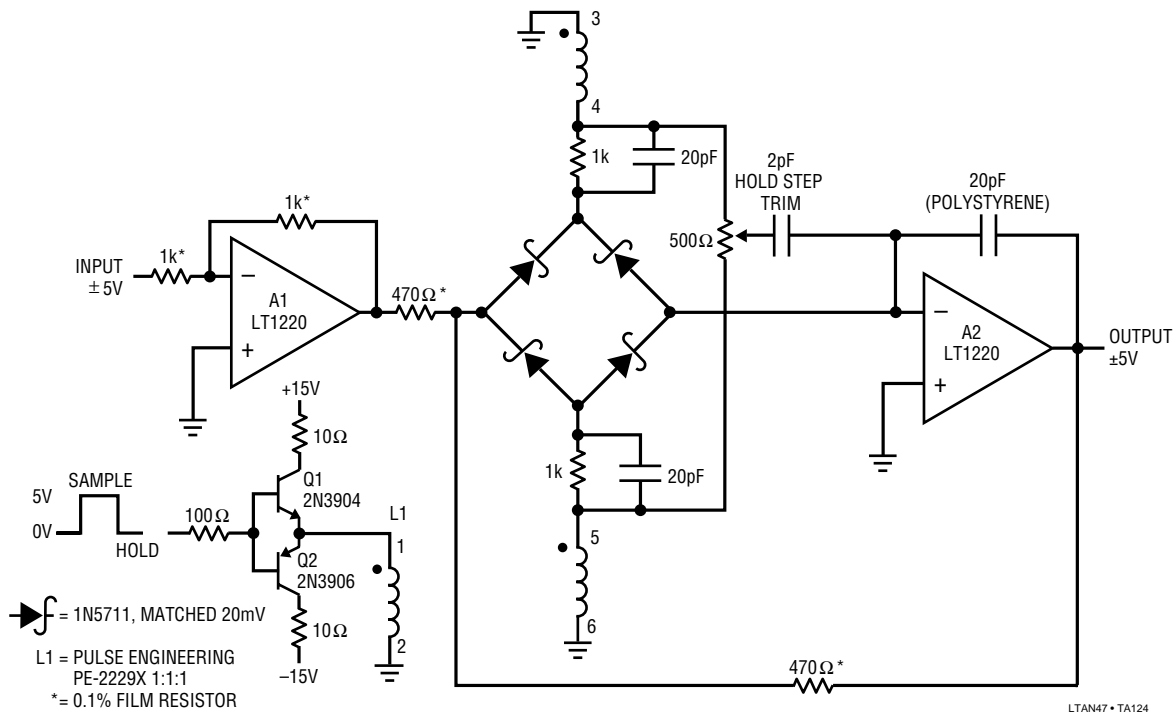 3
4
1k
20pF
2pF
HOLD STEP
TRIM
20pF
(POLYSTYRENE)
500Ω
1k*
INPUT
±5V
1k*
–
A1
LT1220
+
470Ω*
–
A2
LT1220
+
OUTPUT
±5V
+15V
10Ω
SAMPLE
5V
0V
HOLD
100Ω
Q1
2N3904
Q2
2N3906
L1
1
2
10Ω
–15V
1k
20pF
5
6
470Ω*
= 1N5711, MATCHED 20mV
L1 = PULSE ENGINEERING
PE-2229X 1:1:1
*= 0.1% FILM RESISTOR
LTAN47 • TA124